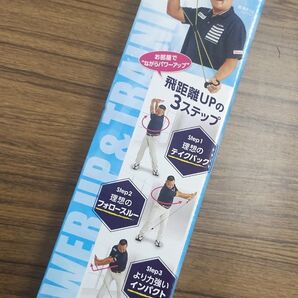 お部屋で
"ながらパワーアップ"
飛距離UPの
3ステップ
Step1
理想の
テイクバック
Step2
理想の
フォロースルー
Step3
より力強い
インパクト
WER UP & TRAINI